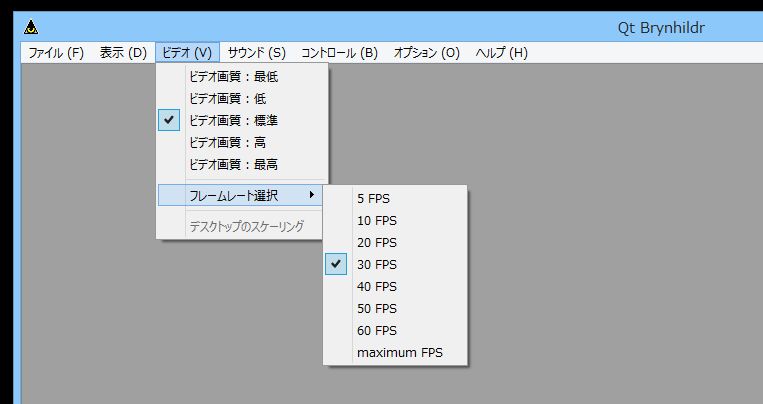 Qt Brynhildr
ファイル (F) 表示 (D) ビデオ (V) サウンド (S) コントロール (B) オプション (O) ヘルプ (H)
ビデオ画質 : 最低
ビデオ画質 : 低
ビデオ画質 : 標準
ビデオ画質 : 高
ビデオ画質 : 最高
フレームレート選択
デスクトップのスケーリング
5 FPS
10 FPS
20 FPS
30 FPS
40 FPS
50 FPS
60 FPS
maximum FPS